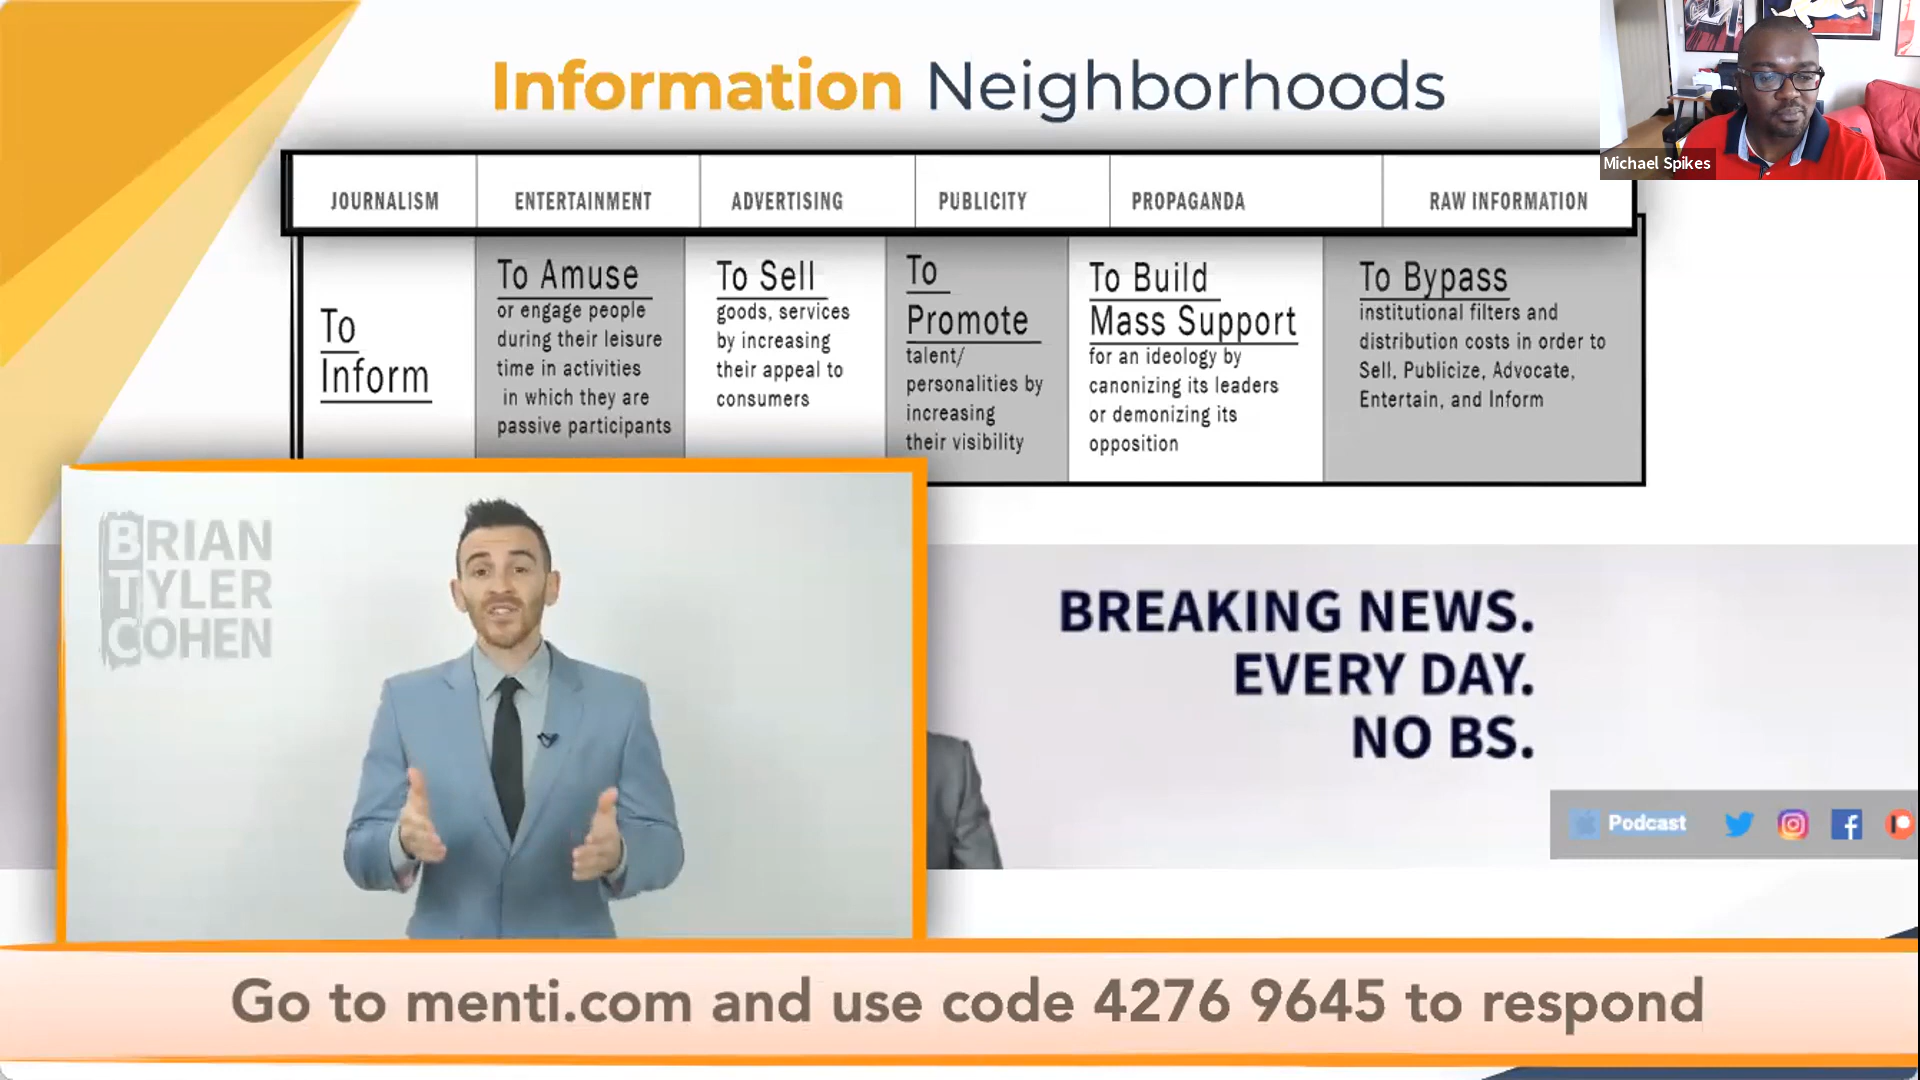 Information Neighborhoods
Michael Spikes
JOURNALISM
ENTERTAINMENT
ADVERTISING
PUBLICITY
PROPAGANDA
RAW INFORMATION
To
Inform
To Amuse
or engage people
during their leisure
time in activities
in which they are
passive participants
To Sell
goods, services
by increasing
their appeal to
consumers
To
Promote
talent/
personalities by
increasing
their visibility
To Build
Mass Support
for an ideology by
canonizing its leaders
or demonizing its
opposition
To Bypass
institutional filters and
distribution costs in order to
Sell, Publicize, Advocate,
Entertain, and Inform
BRIAN
TYLER
COHEN
BREAKING NEWS.
EVERY DAY.
NO BS.
Podcast
Go to menti.com and use code 4276 9645 to respond